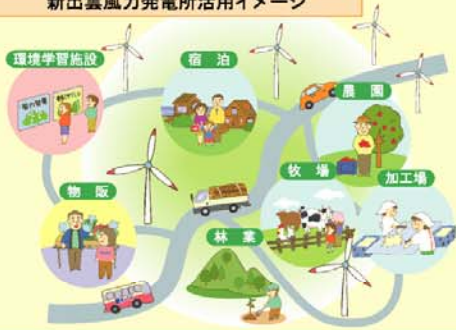 新出雲風力発電所活用イメージ
環境学習施設
宿泊
農園
牧場
加工場
物販
林業